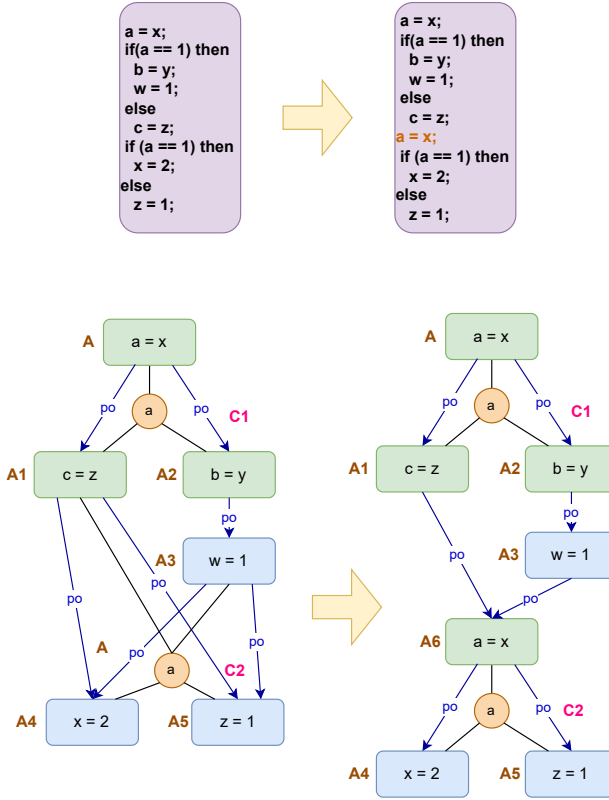 a = x;
if(a == 1) then
b = y;
w = 1;
else
c = z;
if (a == 1) then
x = 2;
else
z = 1;
a = x;
if(a == 1) then
b = y;
w = 1;
else
c = z;
a = x;
if (a == 1) then
x = 2;
else
z = 1;
A
a = x
po
po
a
C1
A1
c = z
A2
b = y
po
A3
w = 1
po
po
po
A
po
a
C2
A4
x = 2
A5
z = 1
A
a = x
po
po
a
C1
A1
c = z
A2
b = y
po
A3
w = 1
po
po
A6
a = x
po
po
a
C2
A4
x = 2
A5
z = 1